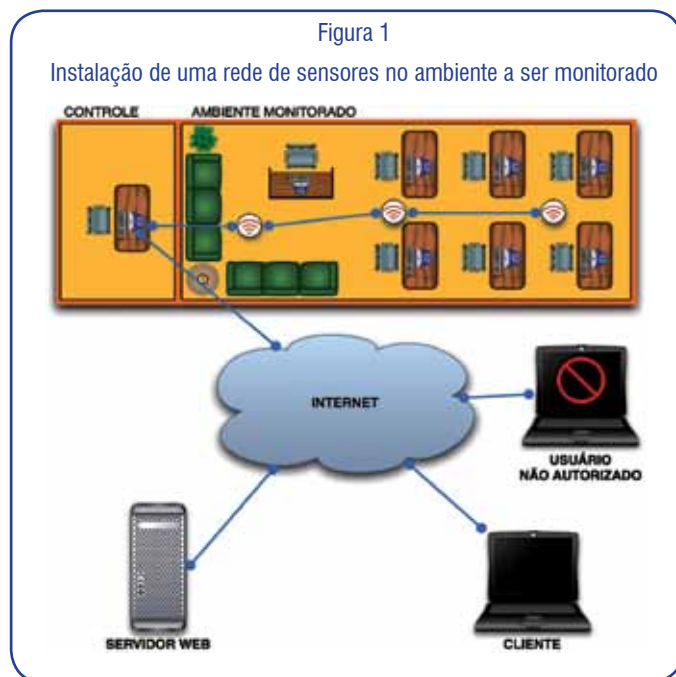 Figura 1
Instalação de uma rede de sensores no ambiente a ser monitorado
CONTROLE
AMBIENTE MONITORADO
INTERNET
USUÁRIO
NÃO AUTORIZADO
SERVIDOR WEB
CLIENTE